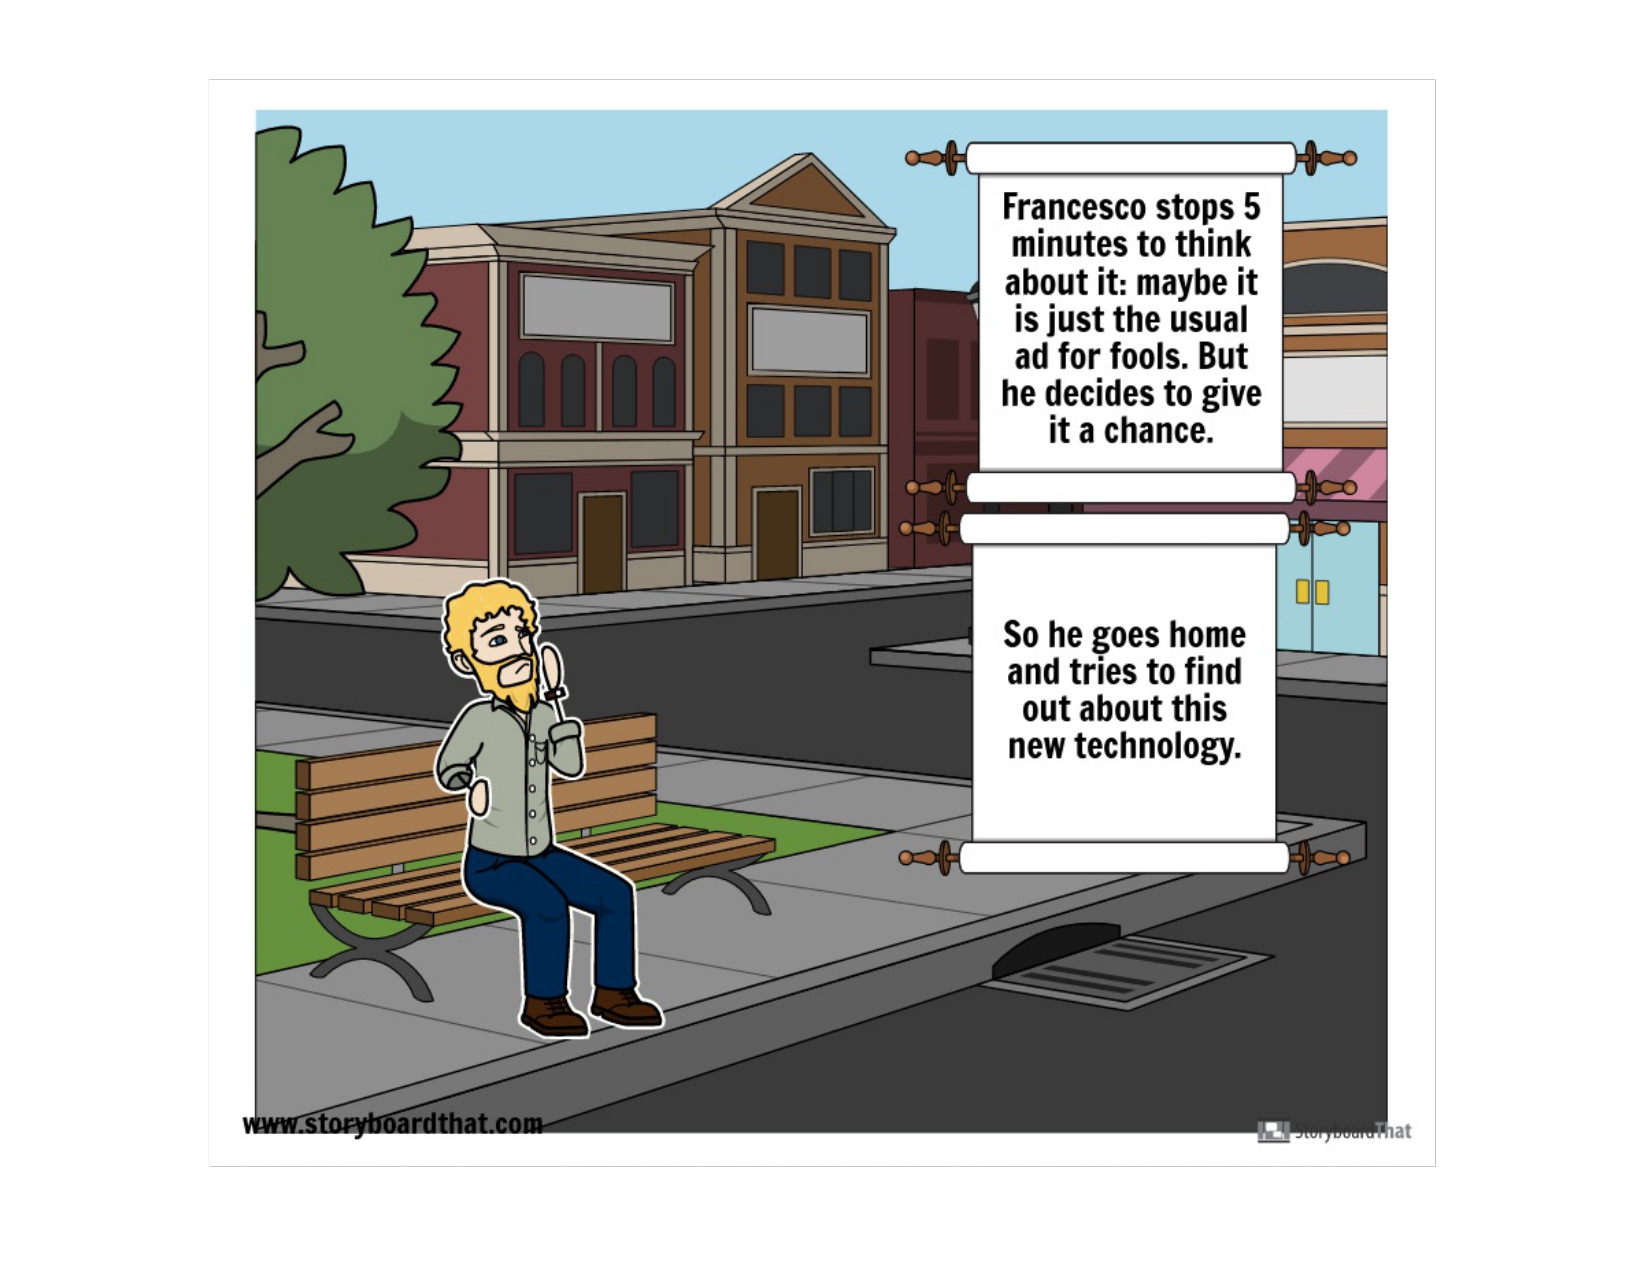 Francesco stops 5
minutes to think
about it: maybe it
is just the usual
ad for fools. But
he decides to give
it a chance.
So he goes home
and tries to find
out about this
new technology.
www.storyboardthat.com
StoryboardThat